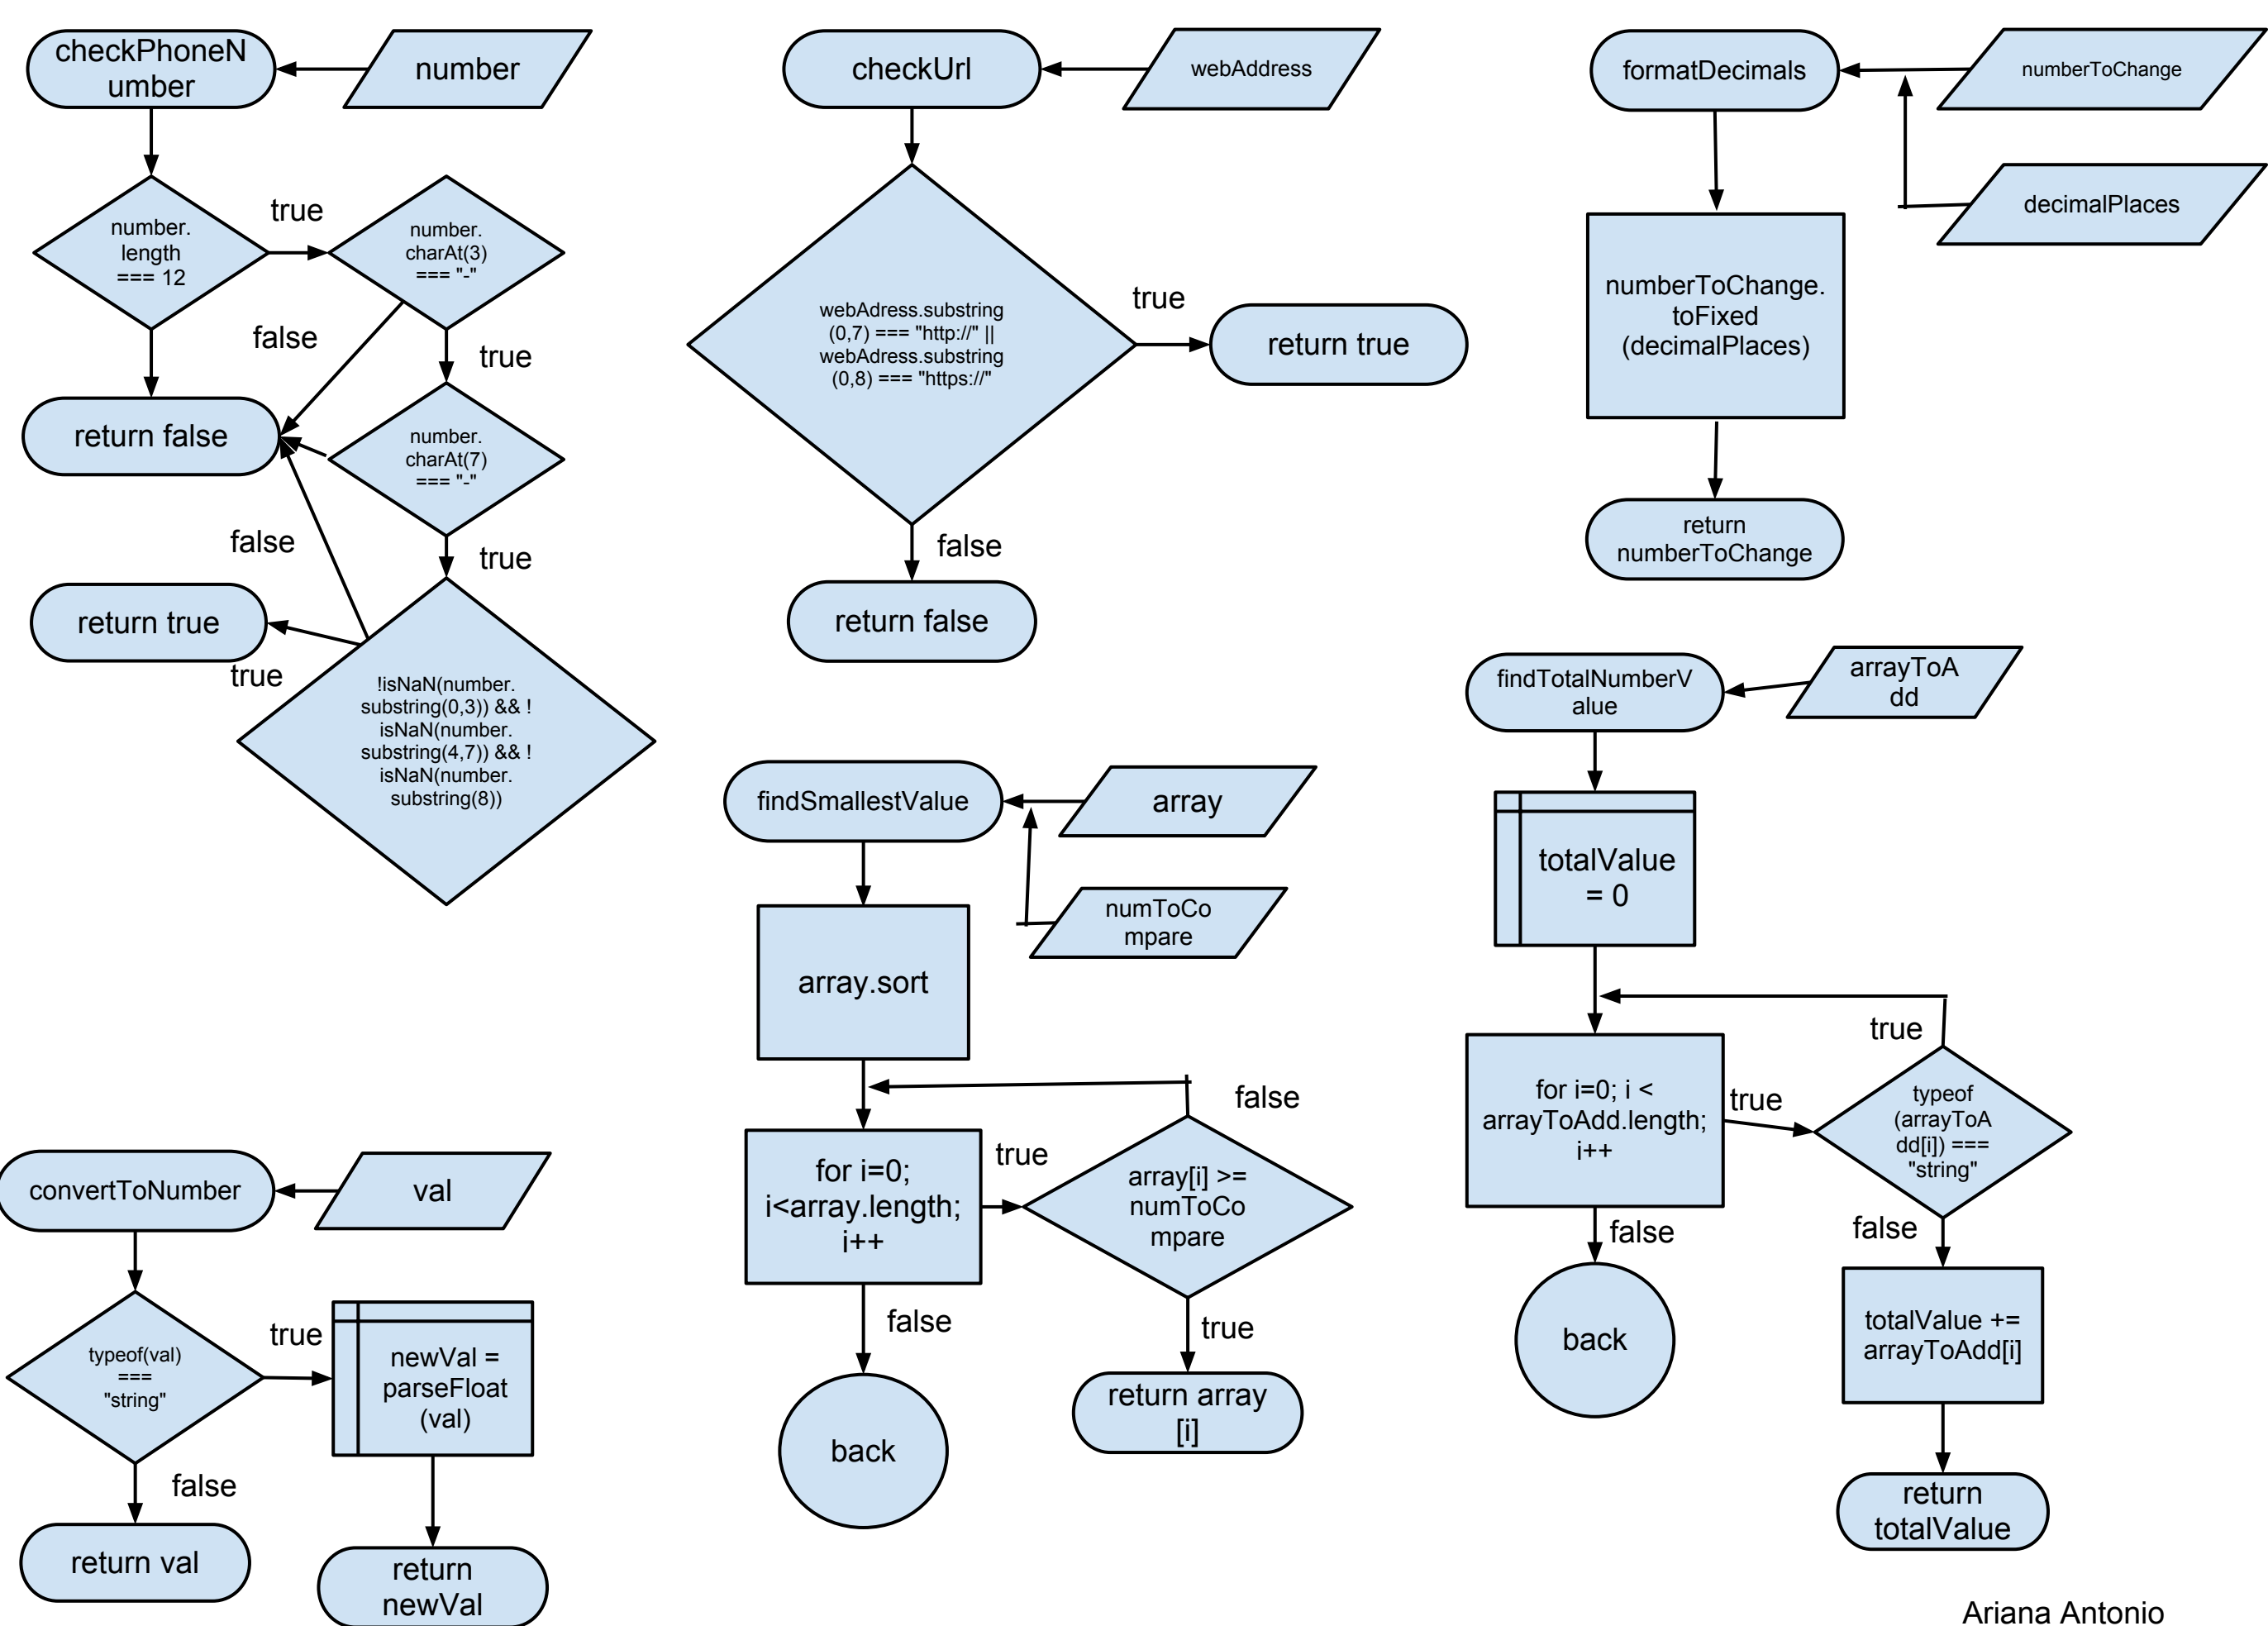 checkPhoneN
umber
number
number.
length
=== 12
true
number.
charAt(3)
=== "-"
false
true
return false
number.
charAt(7)
=== "-"
false
true
return true
true
!isNaN(number.
substring(0,3)) && !
isNaN(number.
substring(4,7)) && !
isNaN(number.
substring(8))
checkUrl
webAddress
webAdress.substring
(0,7) === "http://" ||
webAdress.substring
(0,8) === "https://"
true
return true
false
return false
formatDecimals
numberToChange
decimalPlaces
numberToChange.
toFixed
(decimalPlaces)
return
numberToChange
convertToNumber
val
typeof(val)
===
"string"
true
newVal =
parseFloat
(val)
false
return val
return
newVal
findSmallestValue
array
numToCo
mpare
array.sort
for i=0;
i<array.length;
i++
true
false
array[i] >=
numToCo
mpare
false
true
back
return array
[i]
findTotalNumberV
alue
arrayToA
dd
totalValue
= 0
true
for i=0; i <
arrayToAdd.length;
i++
true
typeof
(arrayToA
dd[i]) ===
"string"
false
false
back
totalValue +=
arrayToAdd[i]
return
totalValue
Ariana Antonio